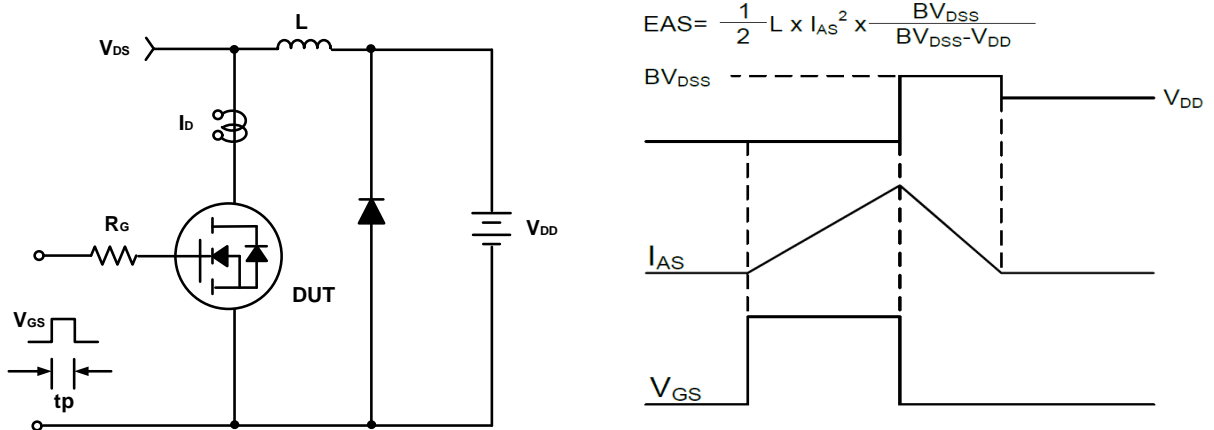 L
VDS
ID
RG
VDD
DUT
VGS
tp
EAS= 1/2 L x IAS² x BVDSS/BVDSS-VDD
BVDSS
VDD
IAS
VGS